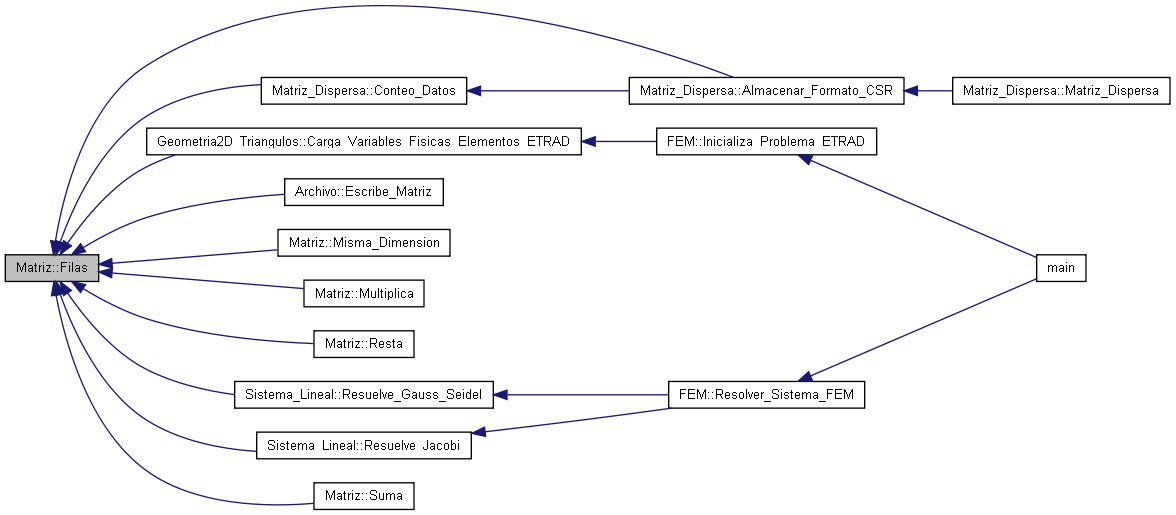 Matriz_Dispersa::Conteo_Datos
Matriz_Dispersa::Almacenar_Formato_CSR
Matriz_Dispersa::Matriz_Dispersa
Geometria2D_Triangulos::Carga_Variables_Fisicas_Elementos_ETRAD
FEM::Inicializa_Problema_ETRAD
Archivo::Escribe_Matriz
Matriz::Misma_Dimension
Matriz::Filas
main
Matriz::Multiplica
Matriz::Resta
Sistema_Lineal::Resuelve_Gauss_Seidel
FEM::Resolver_Sistema_FEM
Sistema_Lineal::Resuelve_Jacobi
Matriz::Suma